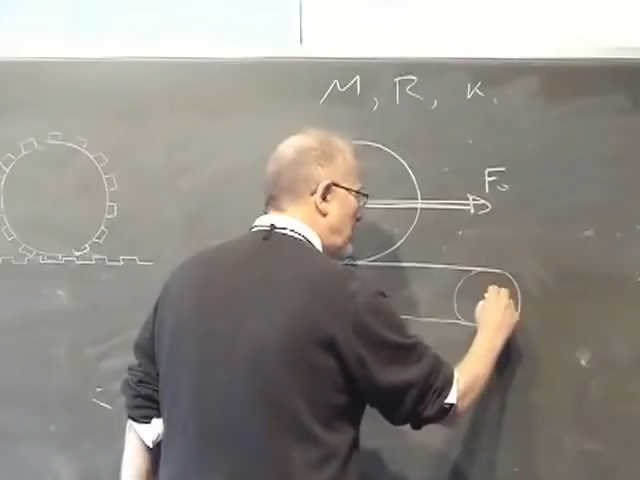 M, R, K.
F₀